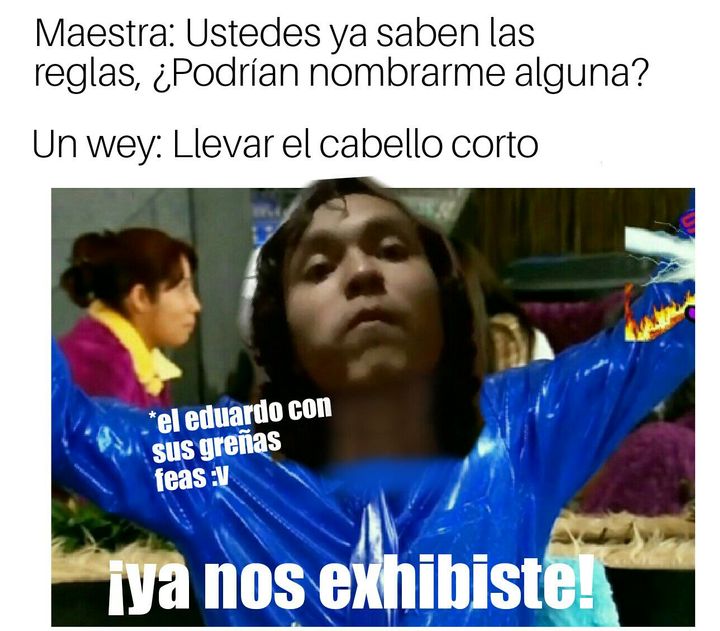 Maestra: Ustedes ya saben las
reglas, ¿Podrían nombrarme alguna?
Un wey: Llevar el cabello corto
*el eduardo con
sus greñas
feas :V
¡ya nos exhibiste!